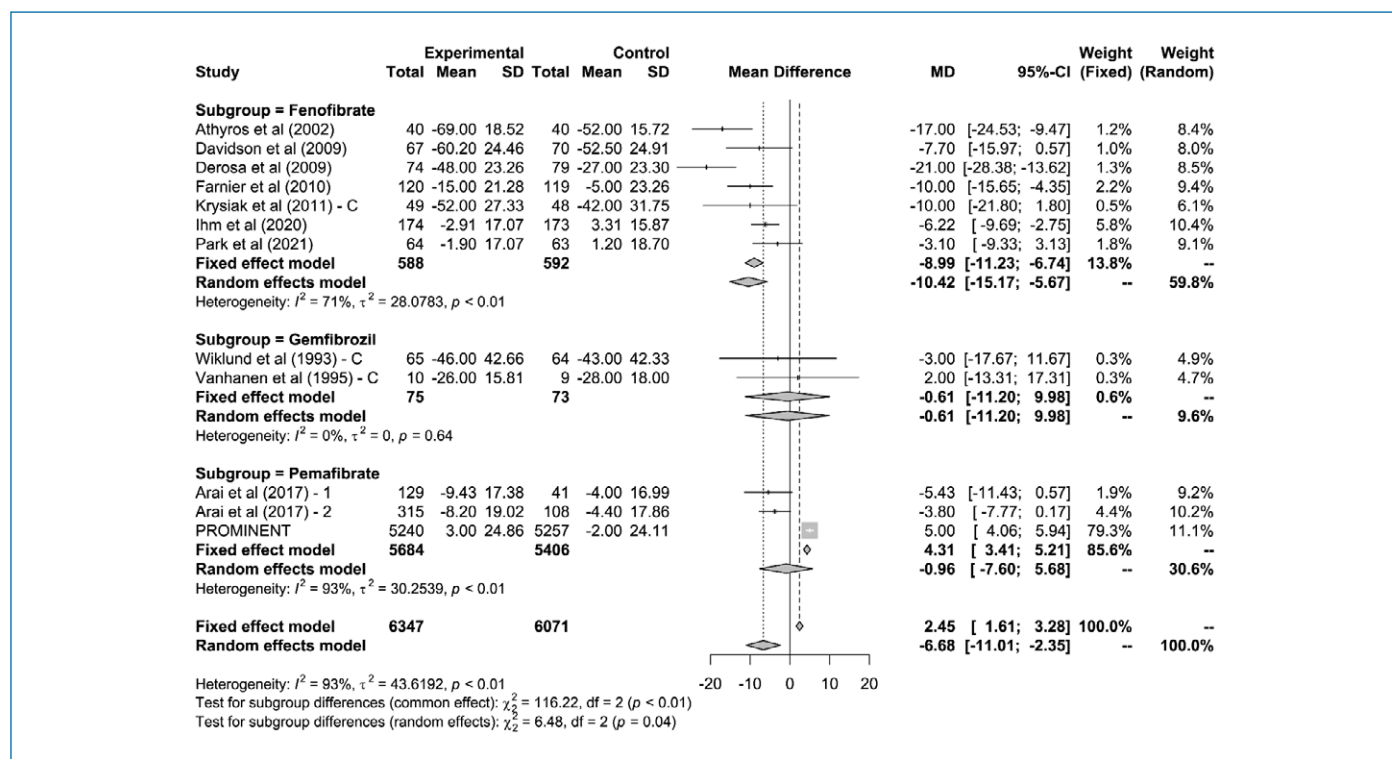 Experimental Control Weight Weight
Study Total Mean SD Total Mean SD Mean Difference MD 95%-CI (Fixed) (Random)
Subgroup = Fenofibrate
Athyros et al (2002) 40 -69.00 18.52 40 -52.00 15.72 -17.00 [-24.53; -9.47] 1.2% 8.4%
Davidson et al (2009) 67 -60.20 24.46 70 -52.50 24.91 -7.70 [-15.97; 0.57] 1.0% 8.0%
Derosa et al (2009) 74 -48.00 23.26 79 -27.00 23.30 -21.00 [-28.38; -13.62] 1.3% 8.5%
Farnier et al (2010) 120 -15.00 21.28 119 -5.00 23.26 -10.00 [-15.65; -4.35] 2.2% 9.4%
Krysiak et al (2011) - C 49 -52.00 27.33 48 -42.00 31.75 -10.00 [-21.80; 1.80] 0.5% 6.1%
Ihm et al (2020) 174 -2.91 17.07 173 3.31 15.87 -6.22 [ -9.69; -2.75] 5.8% 10.4%
Park et al (2021) 64 -1.90 17.07 63 1.20 18.70 -3.10 [ -9.33; 3.13] 1.8% 9.1%
Fixed effect model 588 592 -8.99 [-11.23; -6.74] 13.8% --
Random effects model -10.42 [-15.17; -5.67] -- 59.8%
Heterogeneity: I² = 71%, τ² = 28.0783, p < 0.01
Subgroup = Gemfibrozil
Wiklund et al (1993) - C 65 -46.00 42.66 64 -43.00 42.33 -3.00 [-17.67; 11.67] 0.3% 4.9%
Vanhanen et al (1995) - C 10 -26.00 15.81 9 -28.00 18.00 2.00 [-13.31; 17.31] 0.3% 4.7%
Fixed effect model 75 73 -0.61 [-11.20; 9.98] 0.6% --
Random effects model -0.61 [-11.20; 9.98] -- 9.6%
Heterogeneity: I² = 0%, τ² = 0, p = 0.64
Subgroup = Pemafibrate
Arai et al (2017) - 1 129 -9.43 17.38 41 -4.00 16.99 -5.43 [-11.43; 0.57] 1.9% 9.2%
Arai et al (2017) - 2 315 -8.20 19.02 108 -4.40 17.86 -3.80 [ -7.77; 0.17] 4.4% 10.2%
PROMINENT 5240 3.00 24.86 5257 -2.00 24.11 5.00 [ 4.06; 5.94] 79.3% 11.1%
Fixed effect model 5684 5406 4.31 [ 3.41; 5.21] 85.6% --
Random effects model -0.96 [ -7.60; 5.68] -- 30.6%
Heterogeneity: I² = 93%, τ² = 30.2539, p < 0.01
Fixed effect model 6347 6071 2.45 [ 1.61; 3.28] 100.0% --
Random effects model -6.68 [-11.01; -2.35] -- 100.0%
Heterogeneity: I² = 93%, τ² = 43.6192, p < 0.01 -20 -10 0 10 20
Test for subgroup differences (common effect): χ²₂ = 116.22, df = 2 (p < 0.01)
Test for subgroup differences (random effects): χ²₂ = 6.48, df = 2 (p = 0.04)